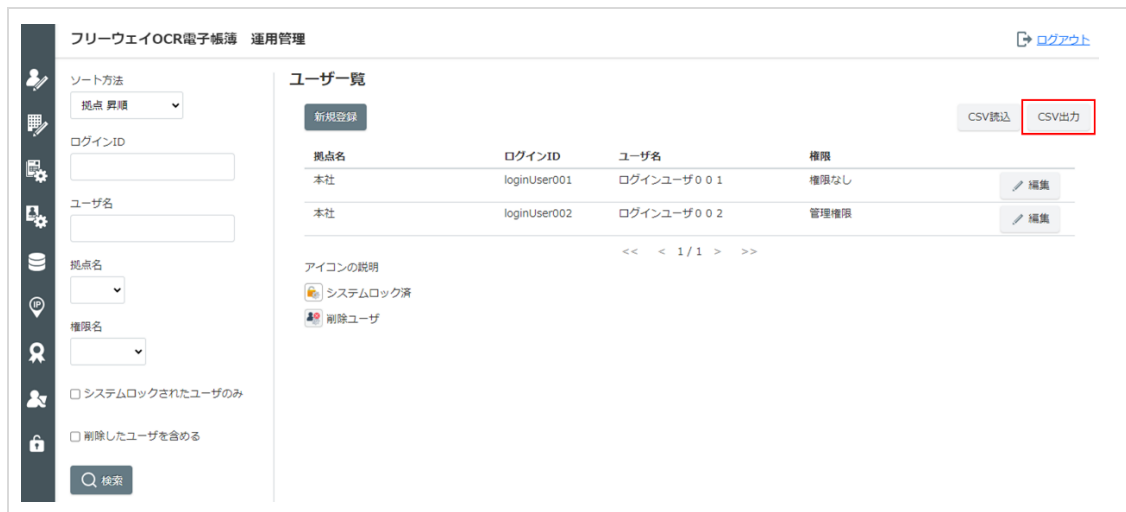 フリーウェイOCR電子帳簿 運用管理
ログアウト
ソート方法
拠点 昇順
ログインID
ユーザ名
拠点名
権限名
システムロックされたユーザのみ
削除したユーザを含める
検索
ユーザ一覧
新規登録
CSV読込 CSV出力
拠点名 ログインID ユーザ名 権限
本社 loginUser001 ログインユーザ００１ 権限なし 編集
本社 loginUser002 ログインユーザ００２ 管理権限 編集
<< < 1 / 1 > >>
アイコンの説明
システムロック済
削除ユーザ
IP